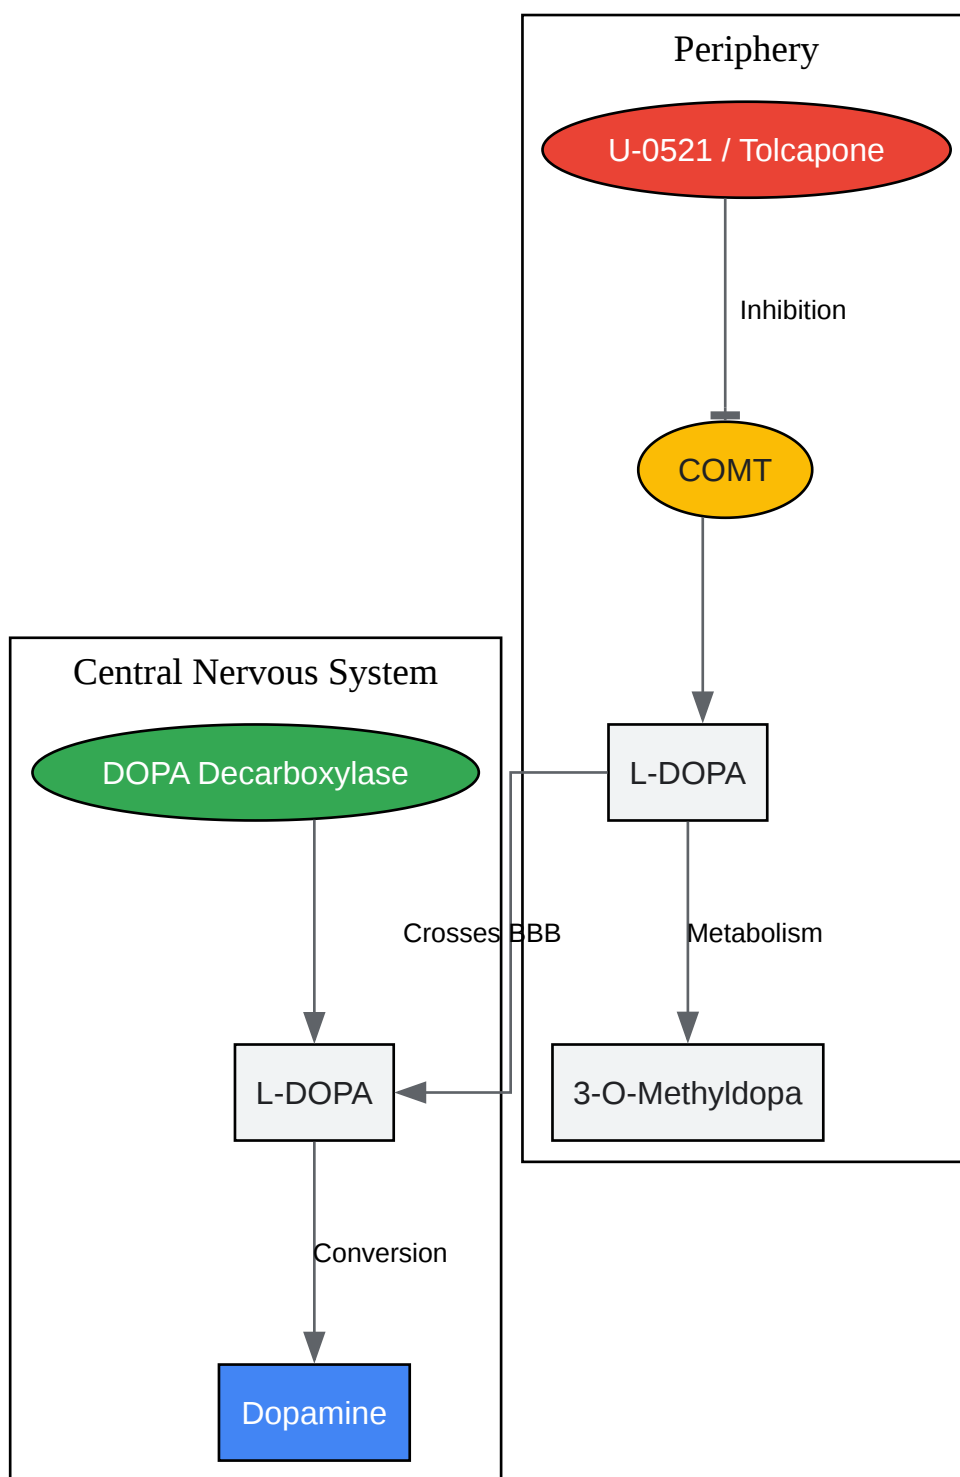 Periphery
U-0521 / Tolcapone
Inhibition
COMT
Central Nervous System
DOPA Decarboxylase
L-DOPA
Crosses BBB
Metabolism
L-DOPA
3-O-Methyldopa
Conversion
Dopamine